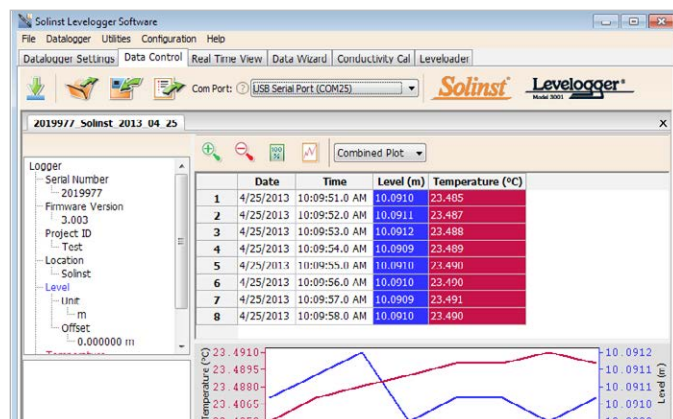 Solinst Levelogger Software
File Datalogger Utilities Configuration Help
Datalogger Settings Data Control Real Time View Data Wizard Conductivity Cal Leveloader
Com Port: ? USB Serial Port (COM25) Solinst Levelogger®
Model 3001
2019977_Solinst_2013_04_25 X
100 % Combined Plot
Logger
Serial Number
2019977
Firmware Version
3.003
Project ID
Test
Location
Solinst
Level
Unit
m
Offset
0.000000 m
Temperature
Date Time Level (m) Temperature (°C)
1 4/25/2013 10:09:51.0 AM 10.0910 23.485
2 4/25/2013 10:09:52.0 AM 10.0911 23.487
3 4/25/2013 10:09:53.0 AM 10.0912 23.488
4 4/25/2013 10:09:54.0 AM 10.0909 23.489
5 4/25/2013 10:09:55.0 AM 10.0910 23.490
6 4/25/2013 10:09:56.0 AM 10.0910 23.490
7 4/25/2013 10:09:57.0 AM 10.0909 23.491
8 4/25/2013 10:09:58.0 AM 10.0910 23.490
Temperature (°C)
23.4910
23.4895
23.4880
23.4865
10.0912
10.0911
10.0911
10.0910
Level (m)